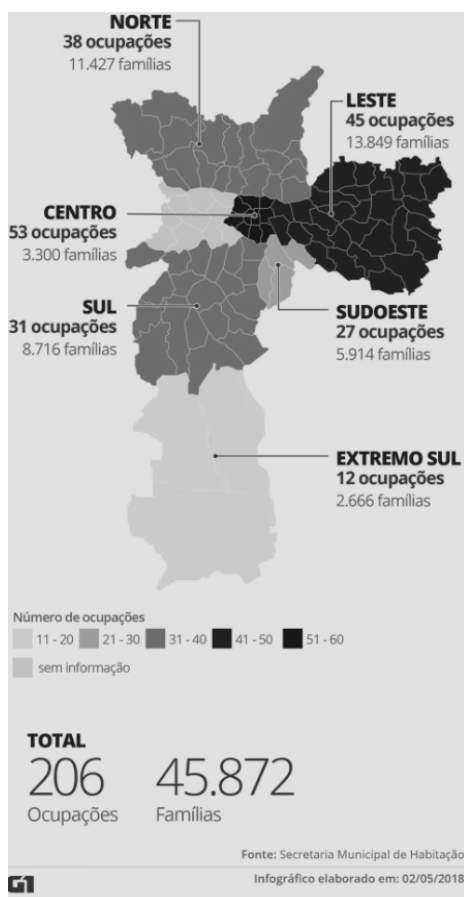 NORTE
38 ocupações
11.427 famílias
LESTE
45 ocupações
13.849 famílias
CENTRO
53 ocupações
3.300 famílias
SUL
31 ocupações
8.716 famílias
SUDOESTE
27 ocupações
5.914 famílias
EXTREMO SUL
12 ocupações
2.666 famílias
Número de ocupações
11 - 20 21 - 30 31 - 40 41 - 50 51 - 60
sem informação
TOTAL
206 45.872
Ocupações Famílias
Fonte: Secretaria Municipal de Habitação
G1 Infográfico elaborado em: 02/05/2018